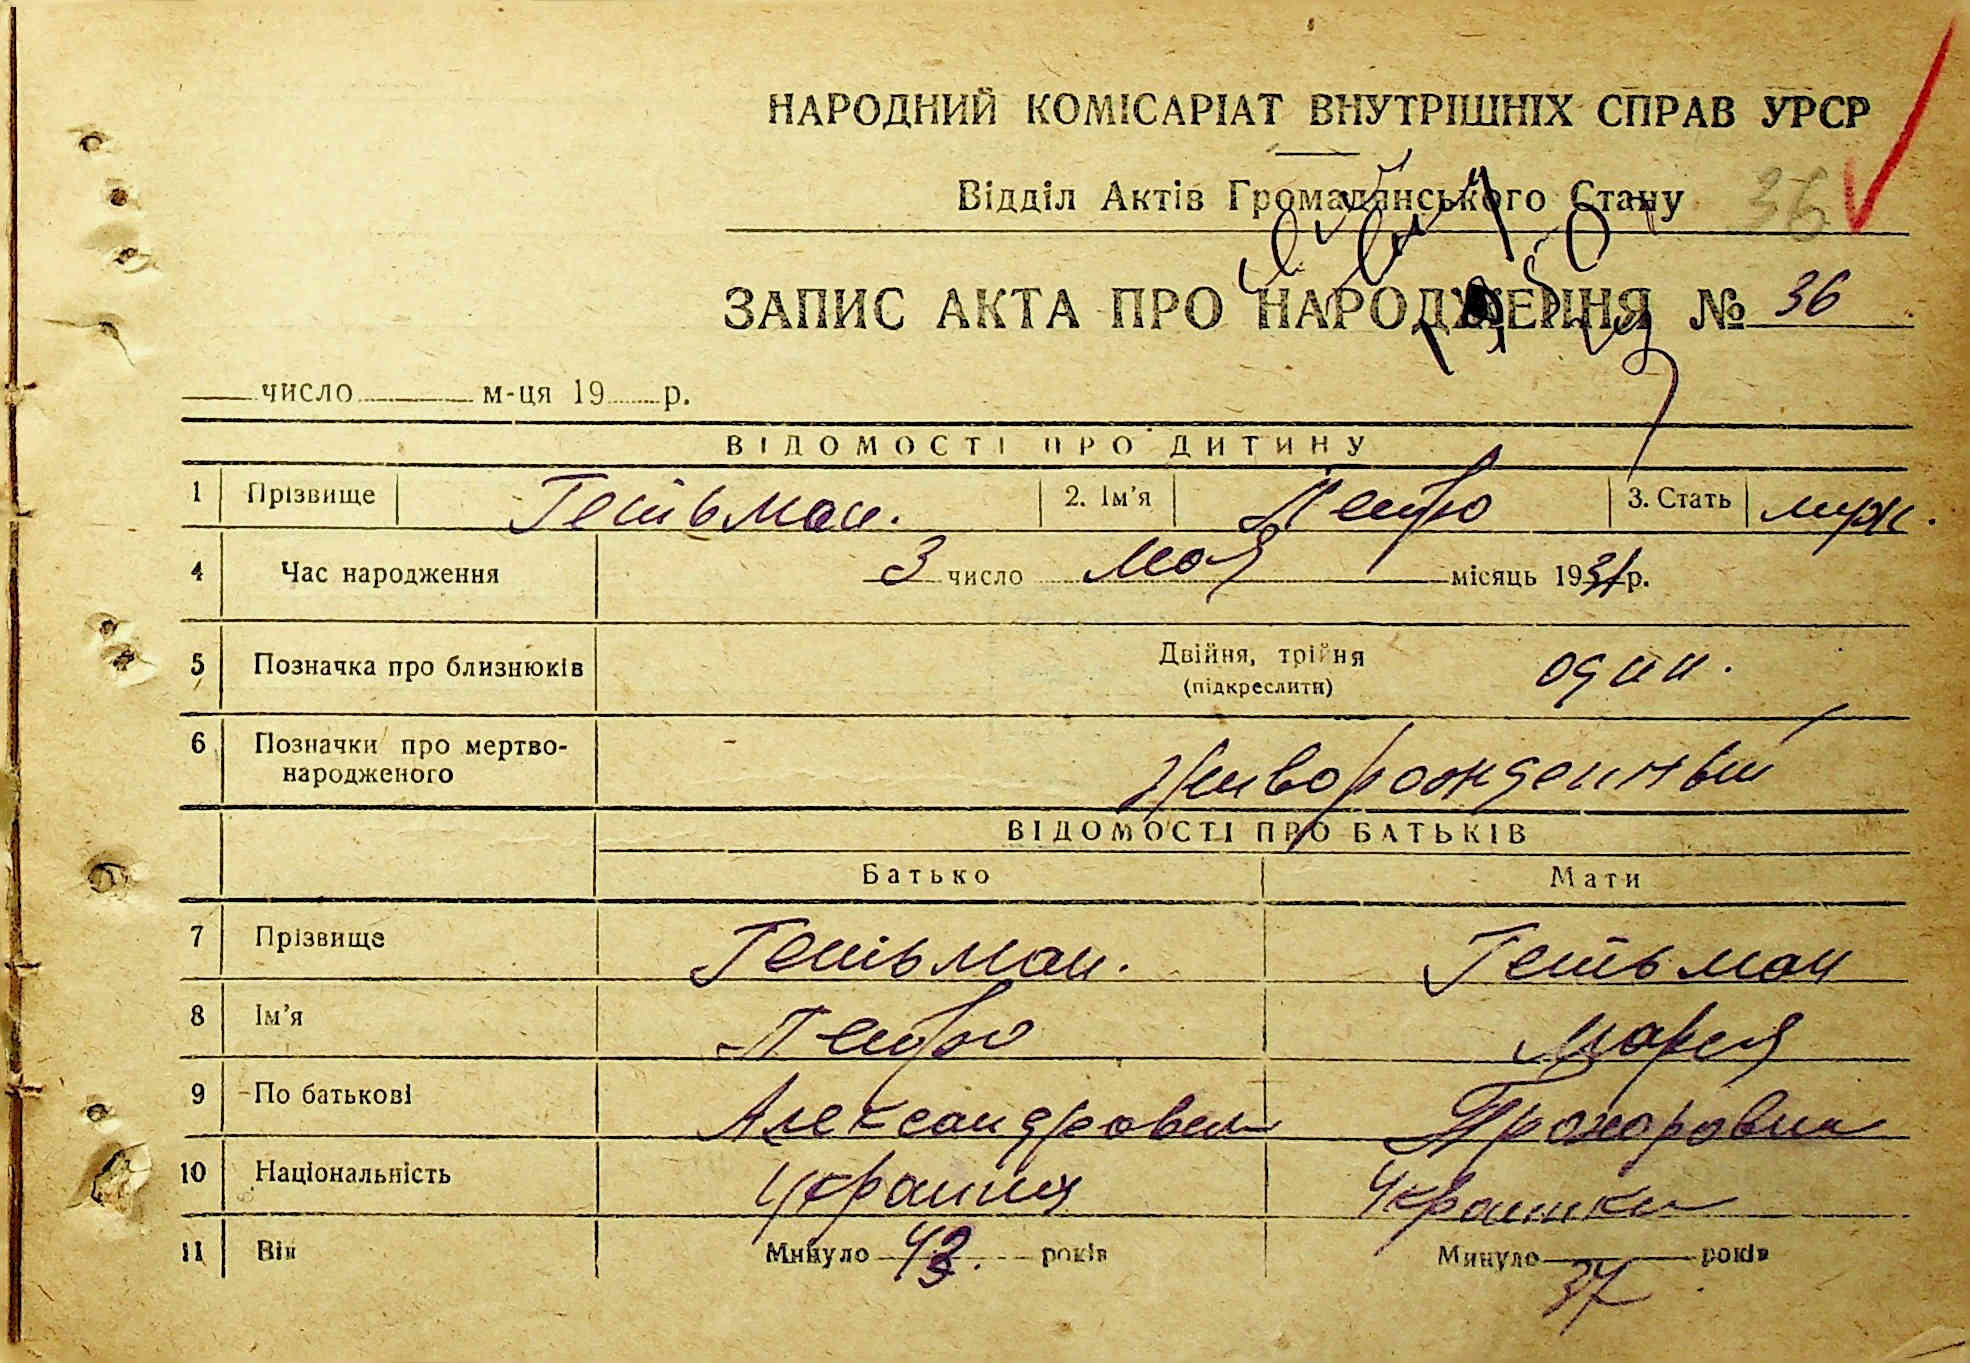 НАРОДНИЙ КОМІСАРІАТ ВНУТРІШНІХ СПРАВ УРСР
Відділ Актів Громадянського Стану 36
ЗАПИС АКТА ПРО НАРОДЖЕННЯ № 36
число м-ця 19 р.
ВІДОМОСТІ ПРО ДИТИНУ
1 Прізвище Гетьман. 2. Ім'я Петро 3. Стать муж.
4 Час народження 3 число мая місяць 1931 р.
5 Позначка про близнюків Двійня, трійня один.
(підкреслити)
6 Позначки про мертво- живорожденный
народженого
ВІДОМОСТІ ПРО БАТЬКІВ
Батько Мати
7 Прізвище Гетьман. Гетьман
8 Ім'я Петро Мария
9 По батькові Александрович Прохоровна
10 Національність Украинец Украинка
11 Вік Минуло 43. років Минуло років
37